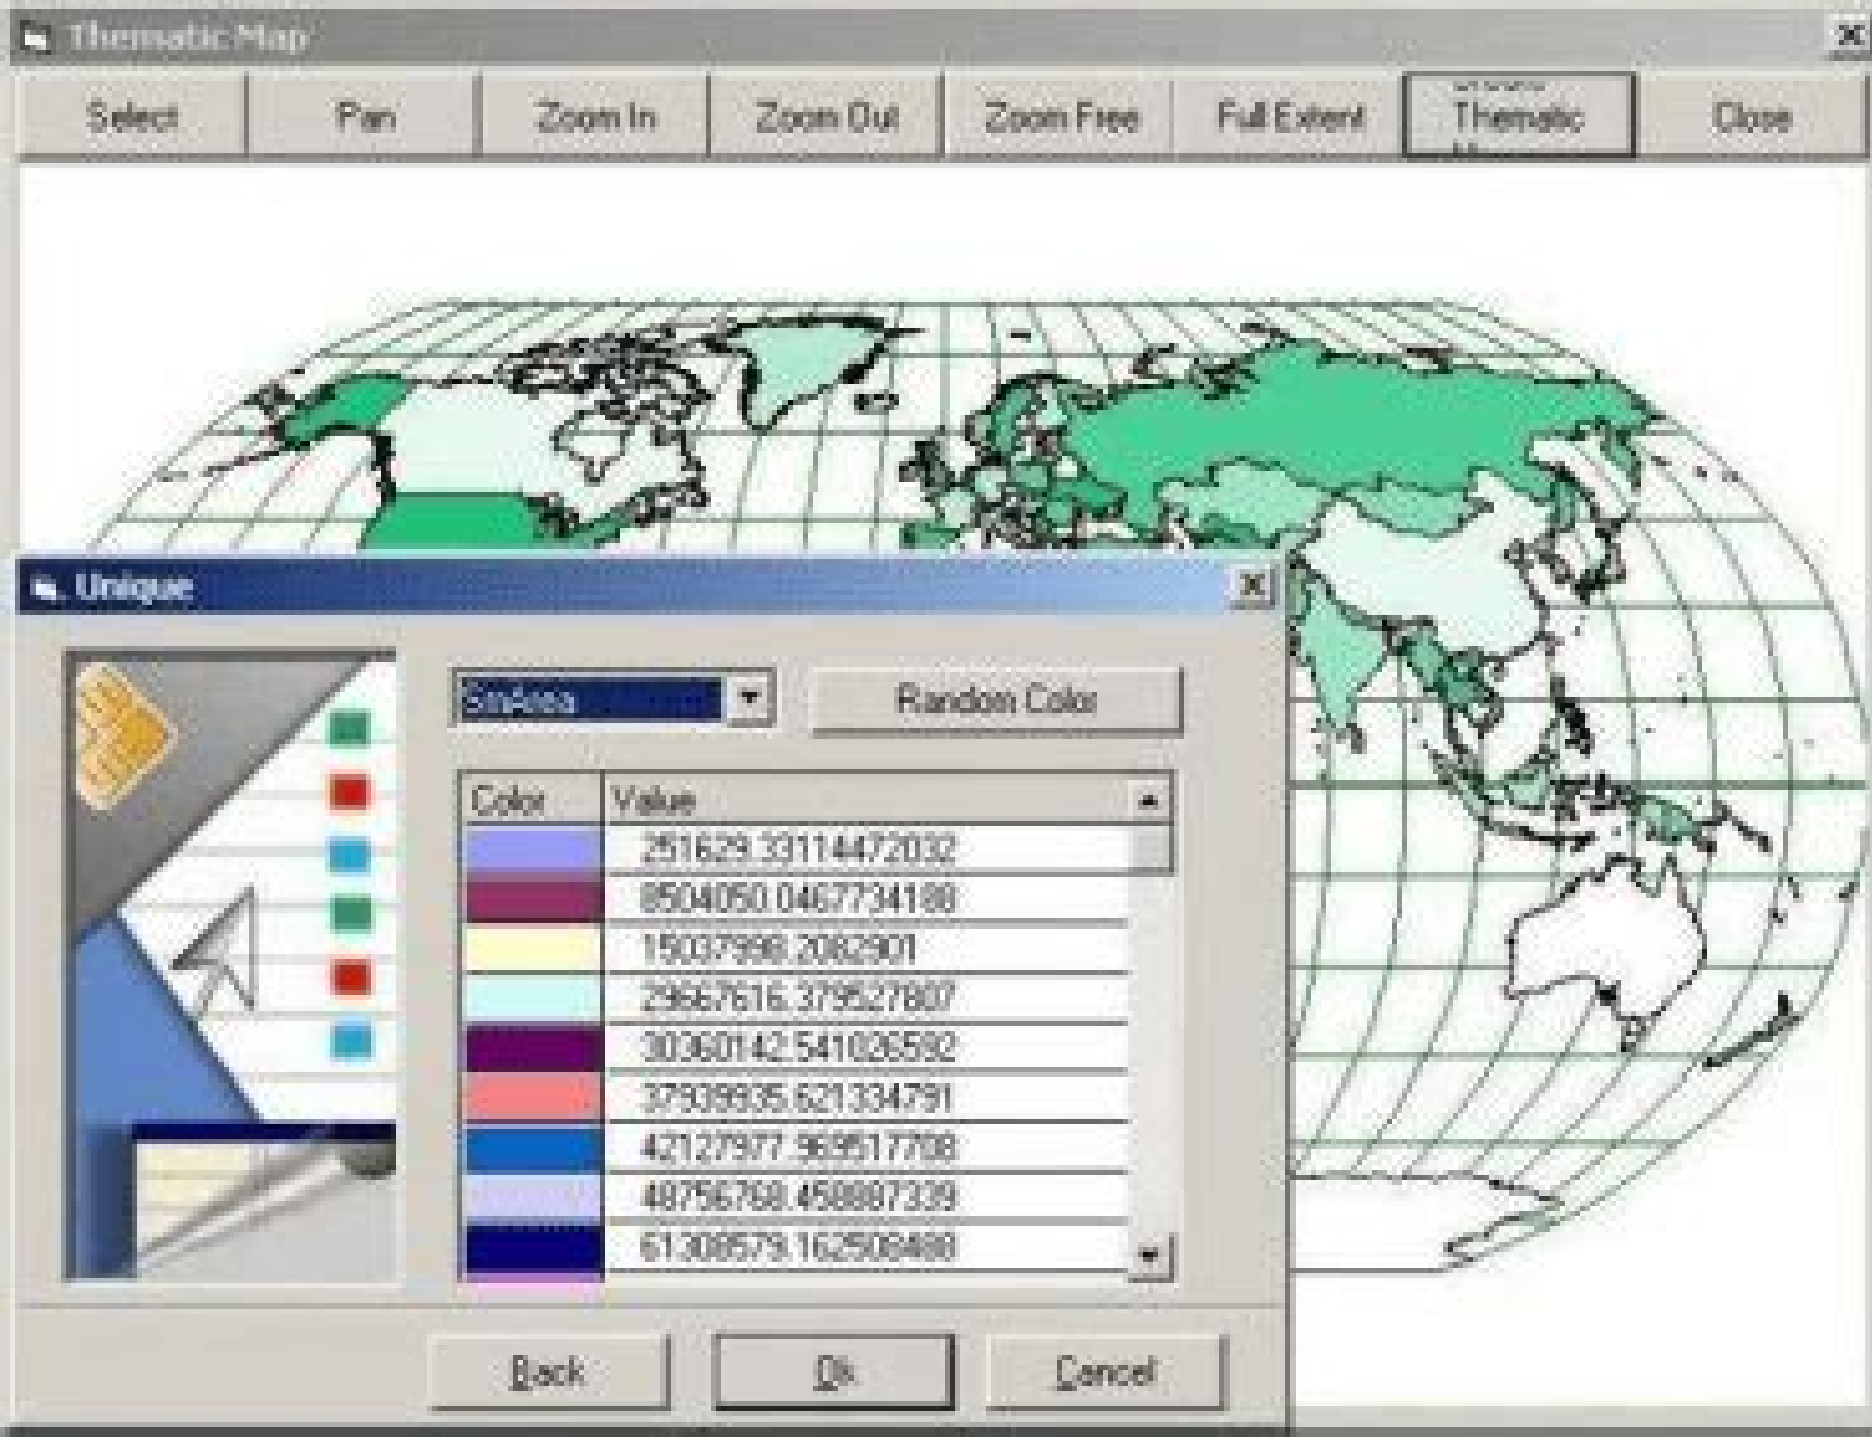 Thematic Map
Select Pan Zoom In Zoom Out Zoom Free Full Extent Thematic Close
Unique
SmArea Random Color
Color Value
251629.33114472032
8504050.0467734188
15037998.2082901
29667616.379527807
30360142.541026592
37939935.621334791
42127977.969517708
48756768.458887339
61308579.162508488
Back Ok Cancel